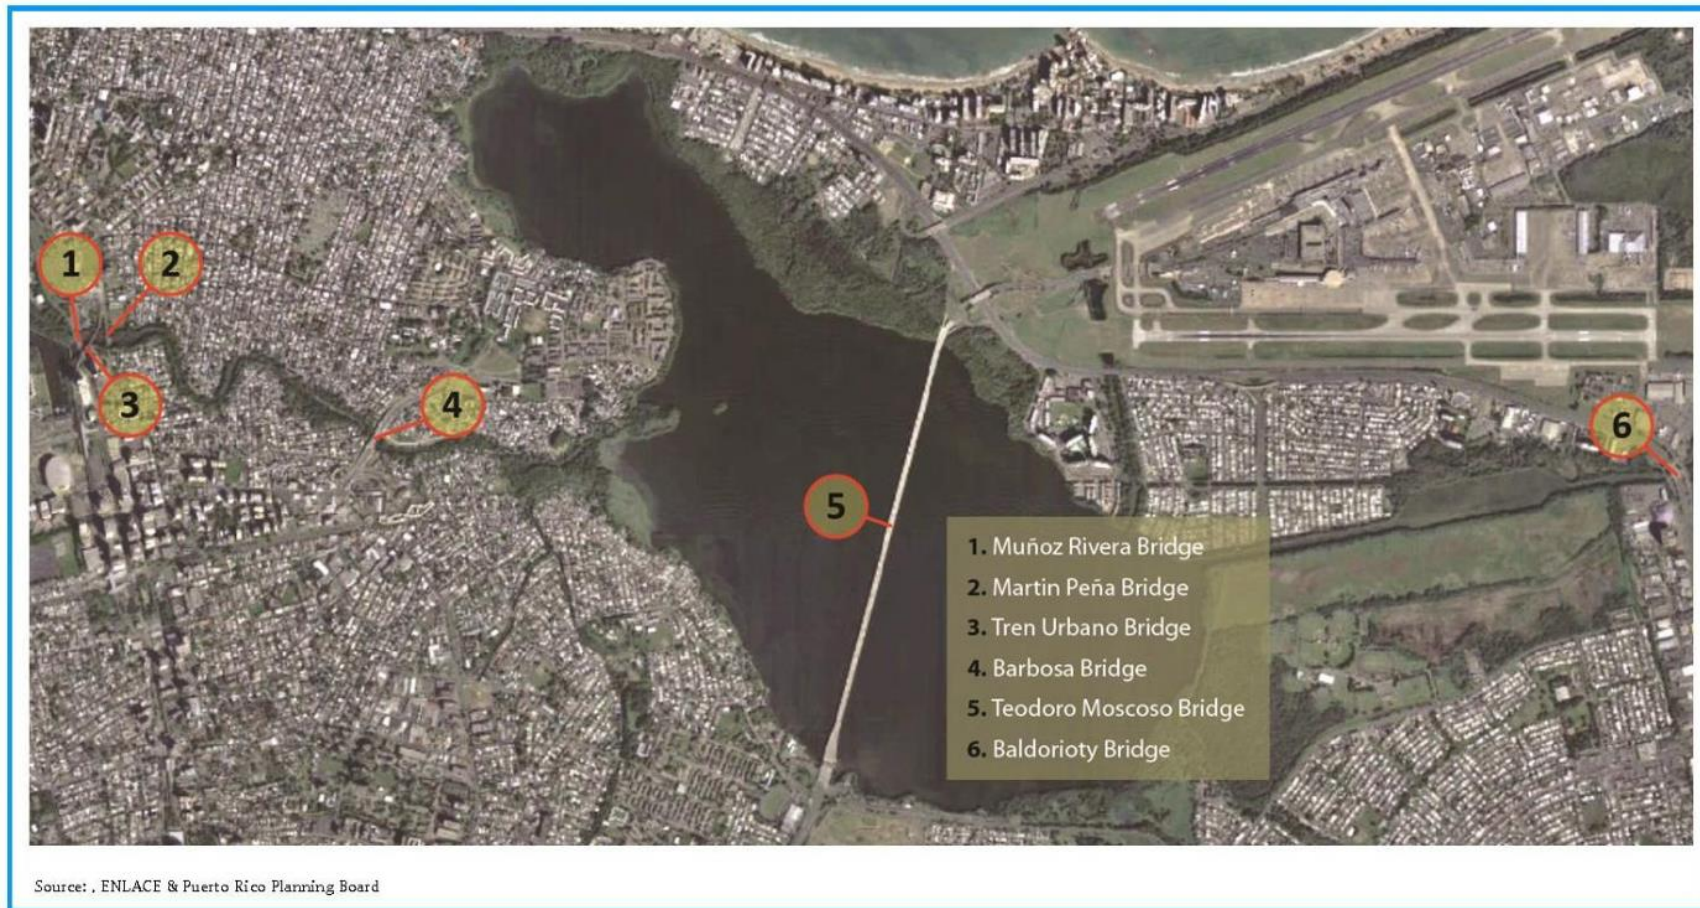 1
2
3
4
5
6
1. Muñoz Rivera Bridge
2. Martin Peña Bridge
3. Tren Urbano Bridge
4. Barbosa Bridge
5. Teodoro Moscoso Bridge
6. Baldorioty Bridge
Source: , ENLACE & Puerto Rico Planning Board